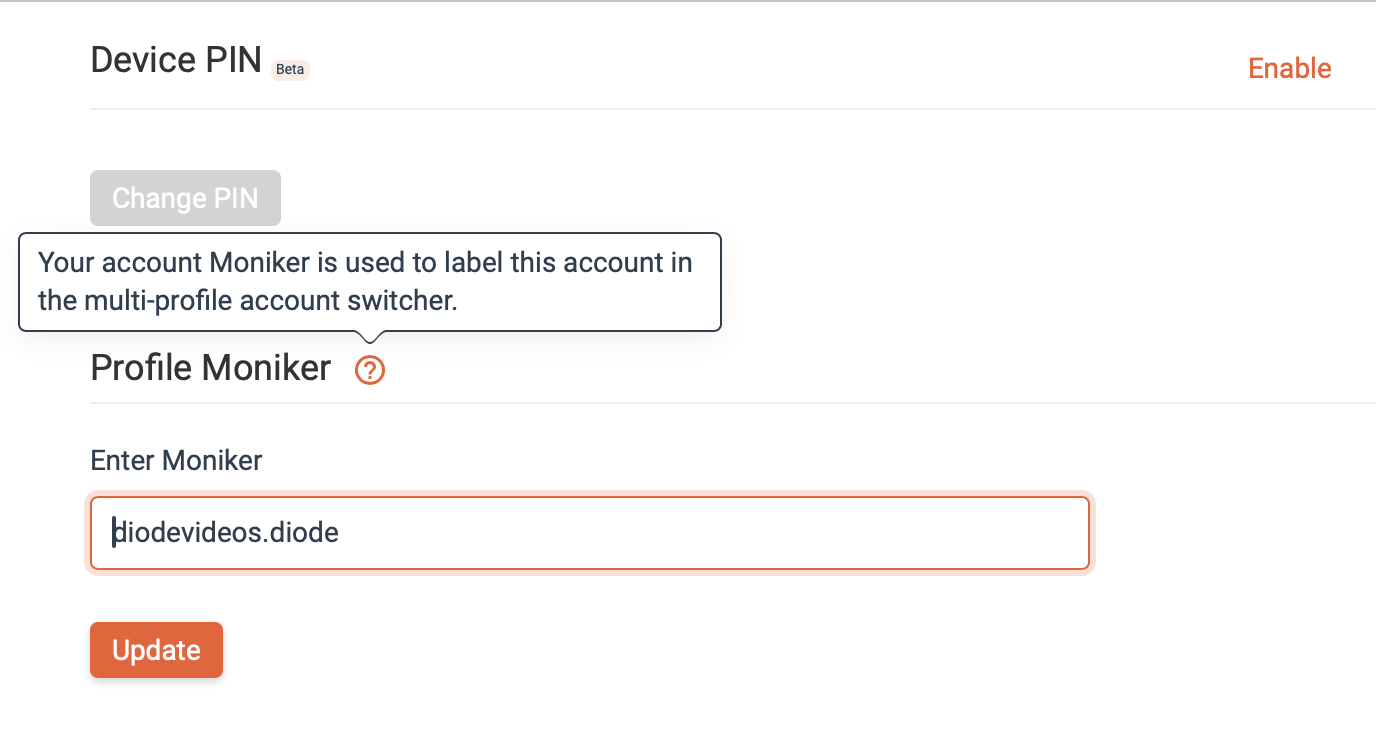 Device PIN Beta
Enable
Change PIN
Your account Moniker is used to label this account in
the multi-profile account switcher.
Profile Moniker ?
Enter Moniker
diodevideos.diode
Update